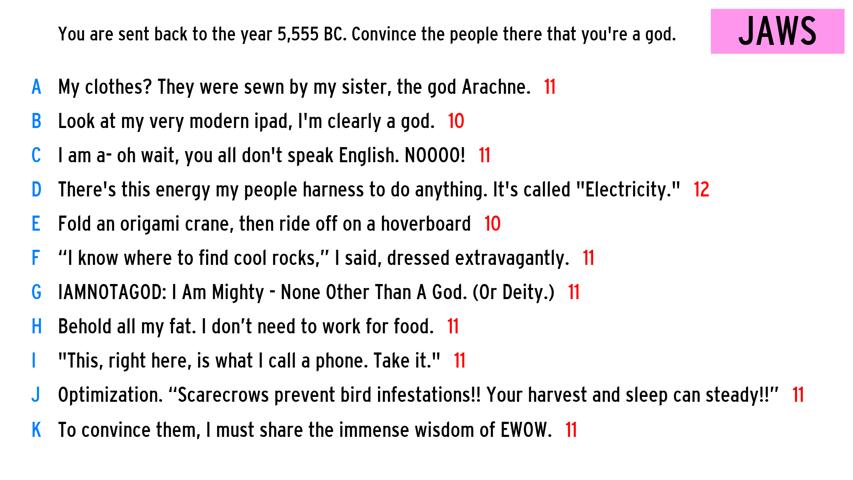 You are sent back to the year 5,555 BC. Convince the people there that you're a god.
JAWS
A My clothes? They were sewn by my sister, the god Arachne. 11
B Look at my very modern ipad, I'm clearly a god. 10
C I am a- oh wait, you all don't speak English. NOOOO! 11
D There's this energy my people harness to do anything. It's called "Electricity." 12
E Fold an origami crane, then ride off on a hoverboard 10
F “I know where to find cool rocks,” I said, dressed extravagantly. 11
G IAMNOTAGOD: I Am Mighty - None Other Than A God. (Or Deity.) 11
H Behold all my fat. I don’t need to work for food. 11
I "This, right here, is what I call a phone. Take it." 11
J Optimization. “Scarecrows prevent bird infestations!! Your harvest and sleep can steady!!” 11
K To convince them, I must share the immense wisdom of EWOW. 11